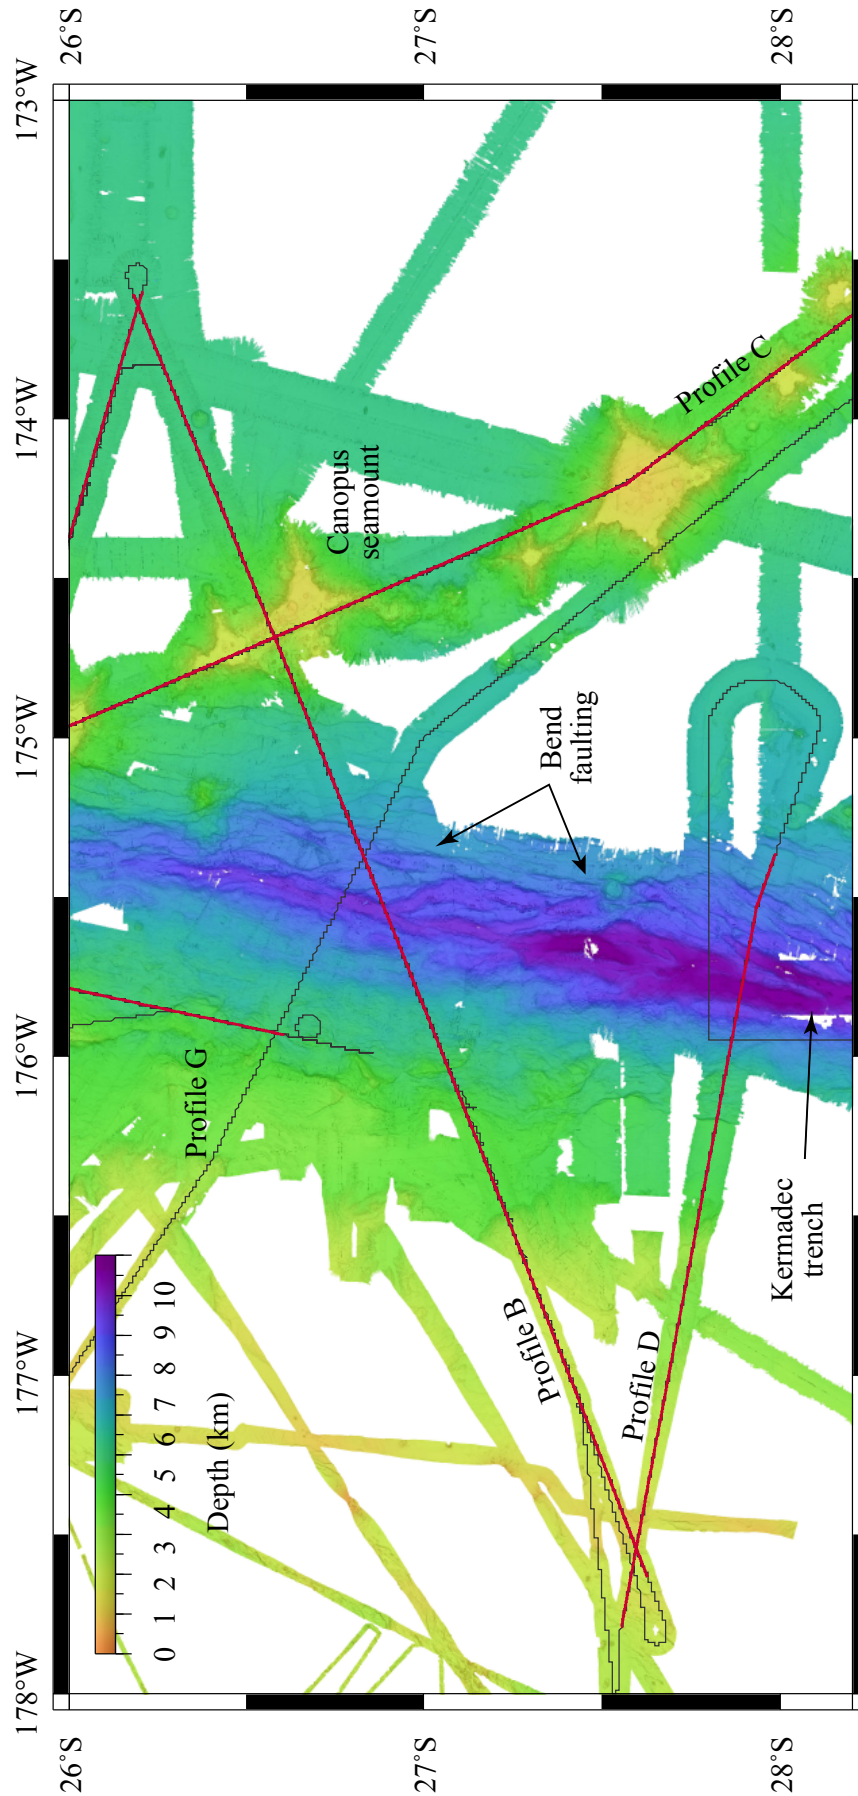 178°W
177°W
176°W
175°W
174°W
173°W
26°S
26°S
27°S
27°S
28°S
28°S
0 1 2 3 4 5 6 7 8 9 10
Depth (km)
Profile G
Profile B
Profile D
Profile C
Canopus
seamount
Bend
faulting
Kermadec
trench